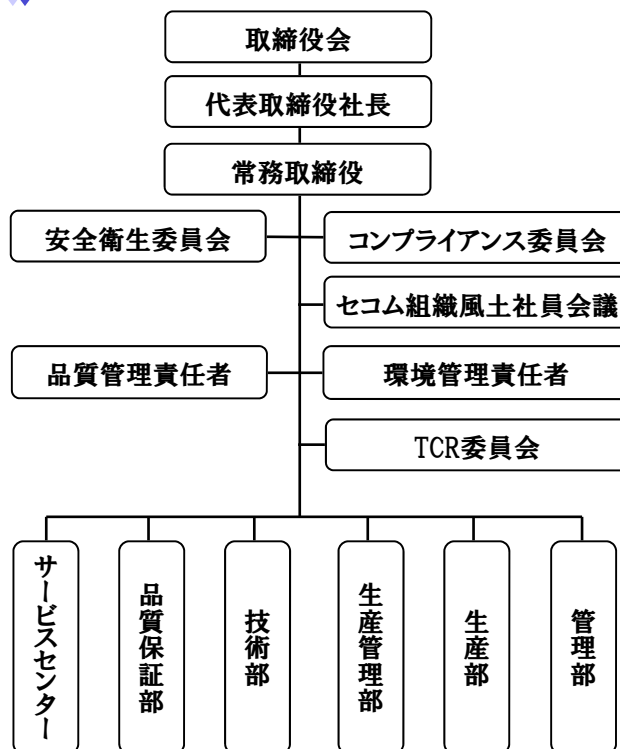 取締役会
代表取締役社長
常務取締役
安全衛生委員会
コンプライアンス委員会
セコム組織風土社員会議
品質管理責任者
環境管理責任者
TCR委員会
サービスセンター
品質保証部
技術部
生産管理部
生産部
管理部